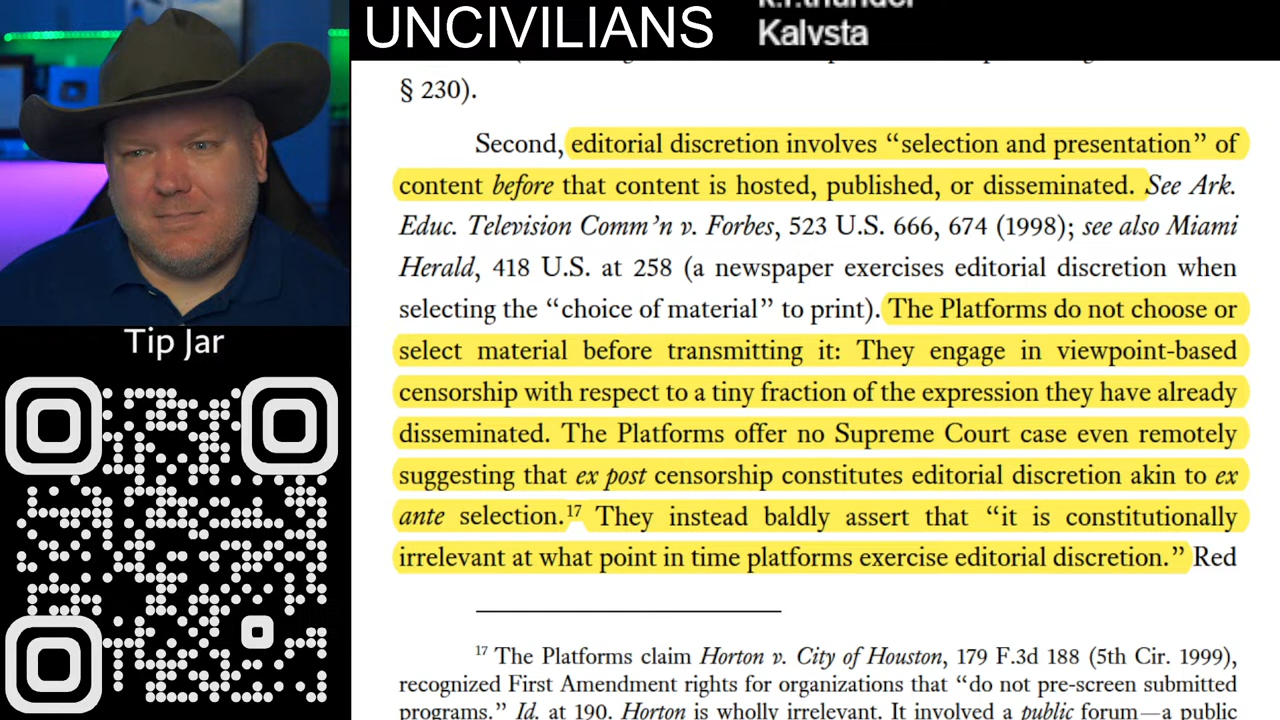 UNCIVILIANS
k.r.thunder
Kalvsta
§ 230).
Second, editorial discretion involves “selection and presentation” of
content before that content is hosted, published, or disseminated. See Ark.
Educ. Television Comm’n v. Forbes, 523 U.S. 666, 674 (1998); see also Miami
Herald, 418 U.S. at 258 (a newspaper exercises editorial discretion when
selecting the “choice of material” to print). The Platforms do not choose or
select material before transmitting it: They engage in viewpoint-based
censorship with respect to a tiny fraction of the expression they have already
disseminated. The Platforms offer no Supreme Court case even remotely
suggesting that ex post censorship constitutes editorial discretion akin to ex
ante selection.17 They instead baldly assert that “it is constitutionally
irrelevant at what point in time platforms exercise editorial discretion.” Red
17 The Platforms claim Horton v. City of Houston, 179 F.3d 188 (5th Cir. 1999),
recognized First Amendment rights for organizations that “do not pre-screen submitted
programs.” Id. at 190. Horton is wholly irrelevant. It involved a public forum—a public
Tip Jar